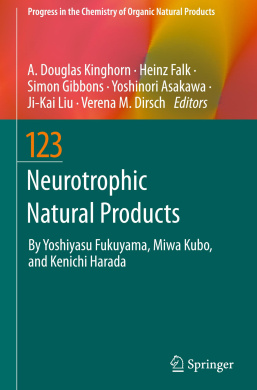 Progress in the Chemistry of Organic Natural Products
A. Douglas Kinghorn · Heinz Falk ·
Simon Gibbons · Yoshinori Asakawa ·
Ji-Kai Liu · Verena M. Dirsch Editors
123
Neurotrophic
Natural Products
By Yoshiyasu Fukuyama, Miwa Kubo,
and Kenichi Harada
Springer